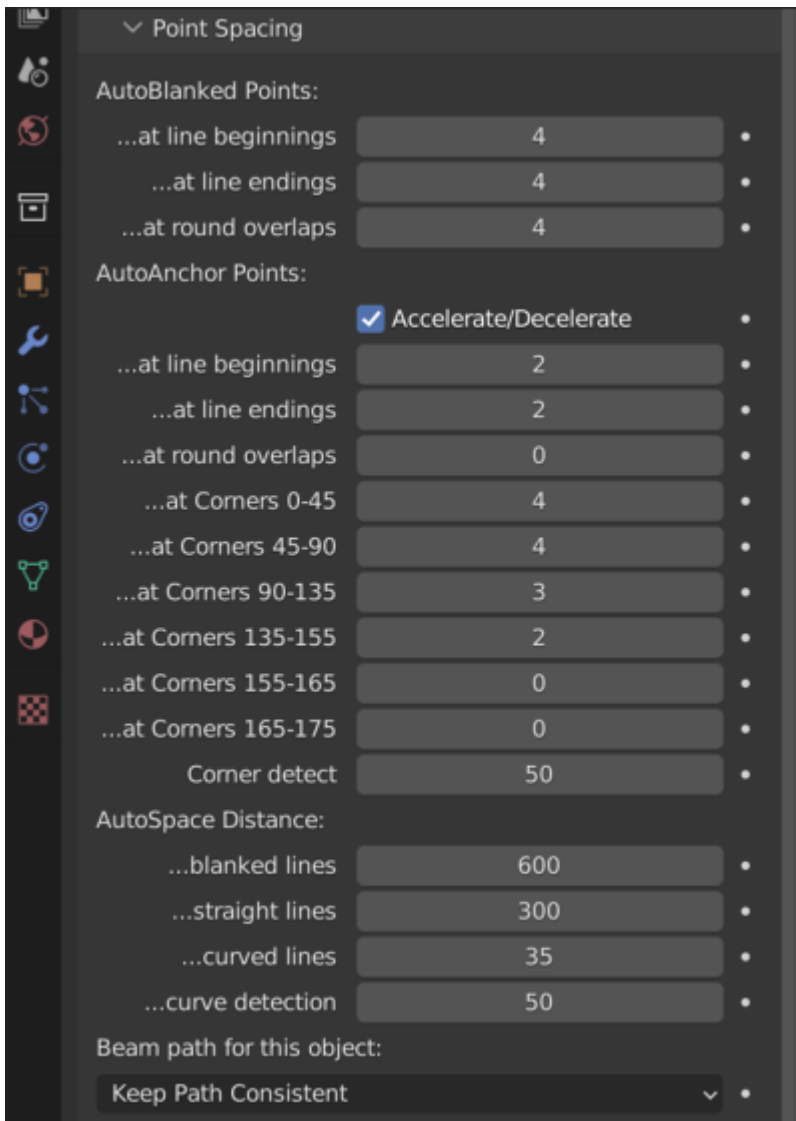 Point Spacing
AutoBlanked Points:
...at line beginnings 4
...at line endings 4
...at round overlaps 4
AutoAnchor Points:
Accelerate/Decelerate
...at line beginnings 2
...at line endings 2
...at round overlaps 0
...at Corners 0-45 4
...at Corners 45-90 4
...at Corners 90-135 3
...at Corners 135-155 2
...at Corners 155-165 0
...at Corners 165-175 0
Corner detect 50
AutoSpace Distance:
...blanked lines 600
...straight lines 300
...curved lines 35
...curve detection 50
Beam path for this object:
Keep Path Consistent